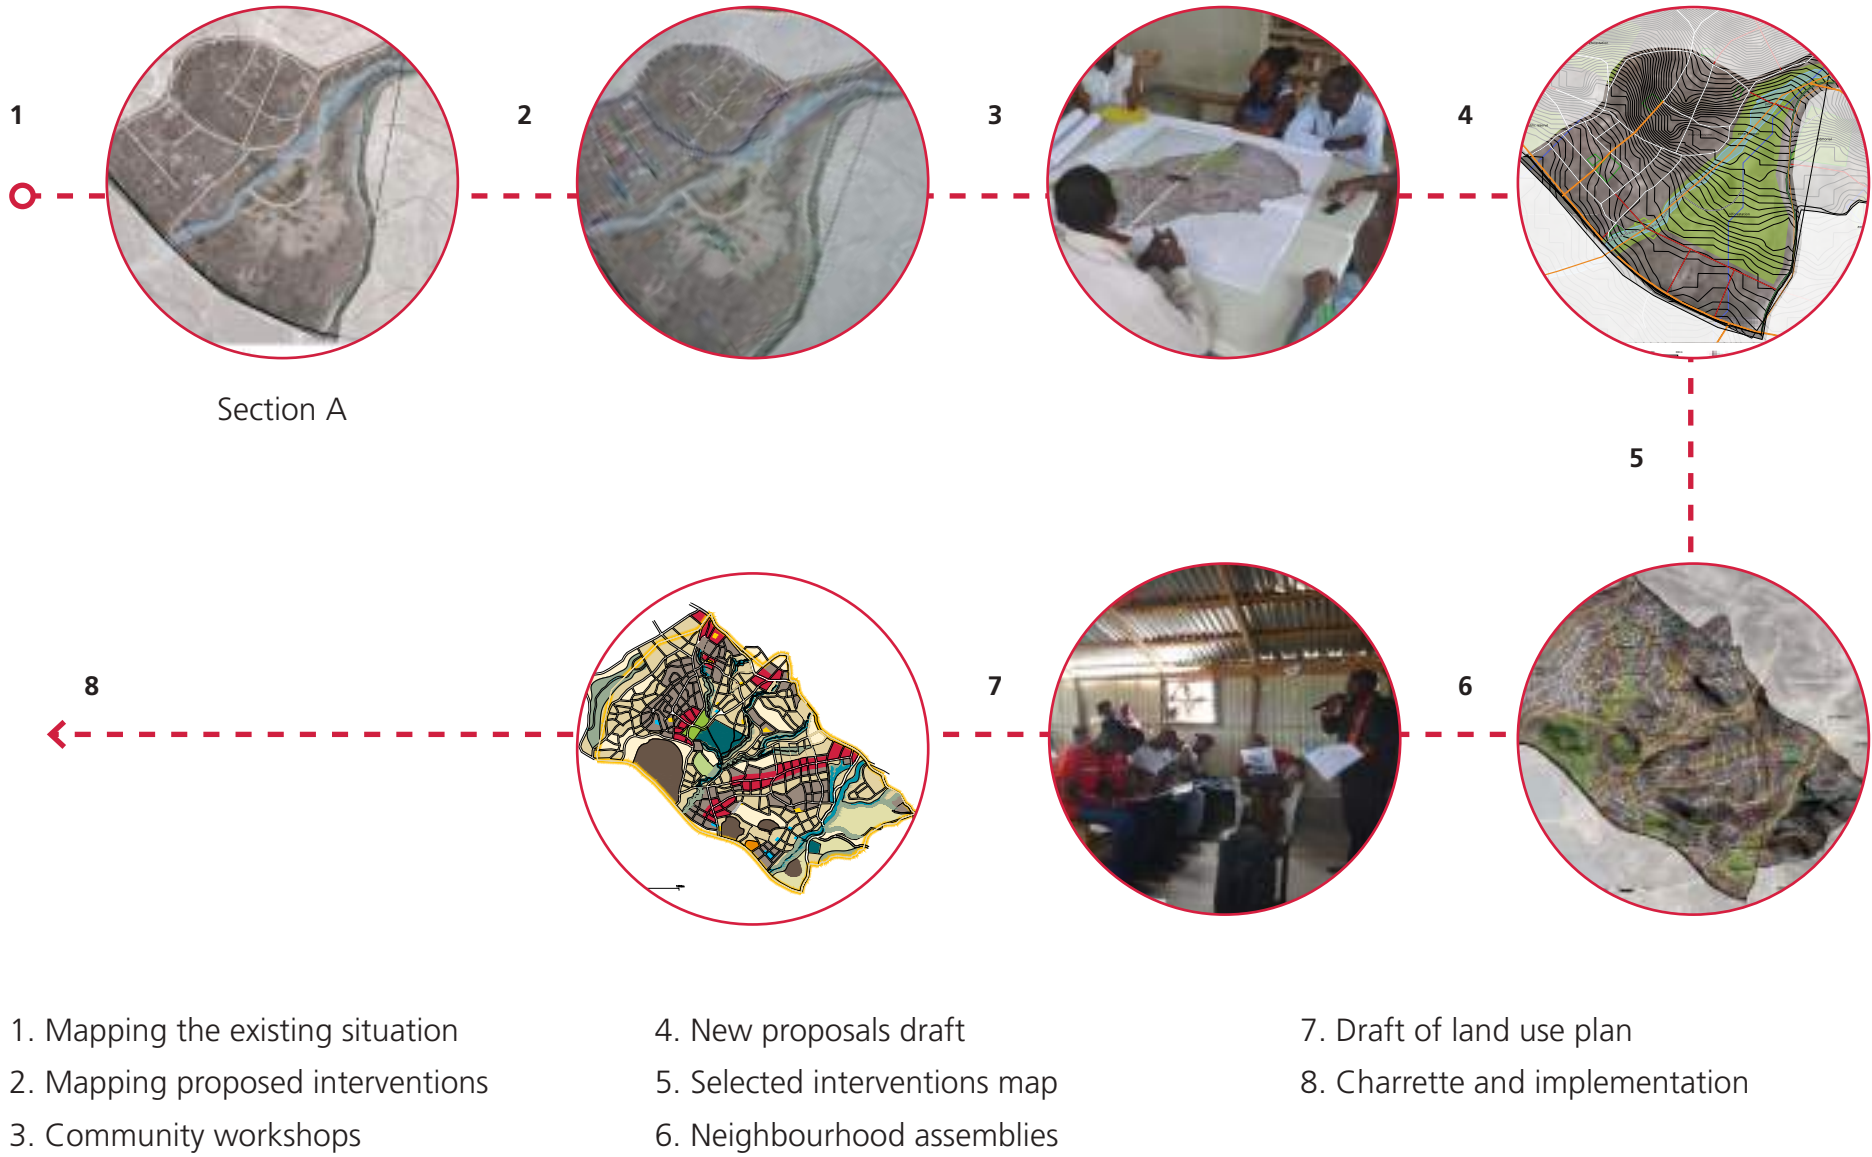 1
2
3
4
Section A
5
8
7
6
1. Mapping the existing situation
2. Mapping proposed interventions
3. Community workshops
4. New proposals draft
5. Selected interventions map
6. Neighbourhood assemblies
7. Draft of land use plan
8. Charrette and implementation